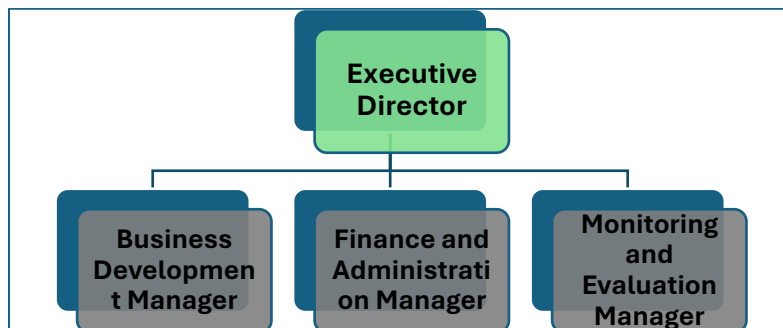 Executive
Director
Business
Developmen
t Manager
Finance and
Administrati
on Manager
Monitoring
and
Evaluation
Manager